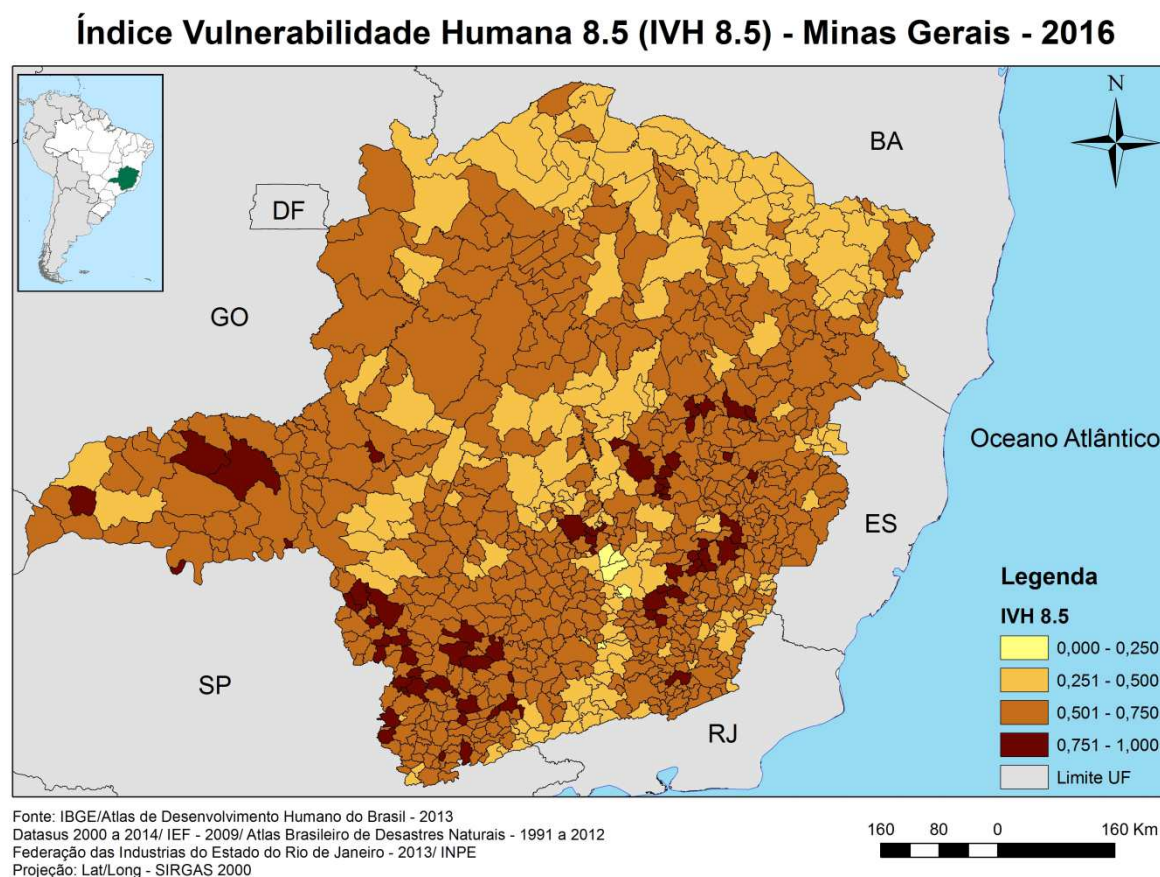 Índice Vulnerabilidade Humana 8.5 (IVH 8.5) - Minas Gerais - 2016
N
BA
DF
GO
Oceano Atlântico
ES
SP
RJ
Legenda
IVH 8.5
0,000 - 0,250
0,251 - 0,500
0,501 - 0,750
0,751 - 1,000
Limite UF
Fonte: IBGE/Atlas de Desenvolvimento Humano do Brasil - 2013
Datasus 2000 a 2014/ IEF - 2009/ Atlas Brasileiro de Desastres Naturais - 1991 a 2012
Federação das Industrias do Estado do Rio de Janeiro - 2013/ INPE
Projeção: Lat/Long - SIRGAS 2000
160 80 0 160 Km